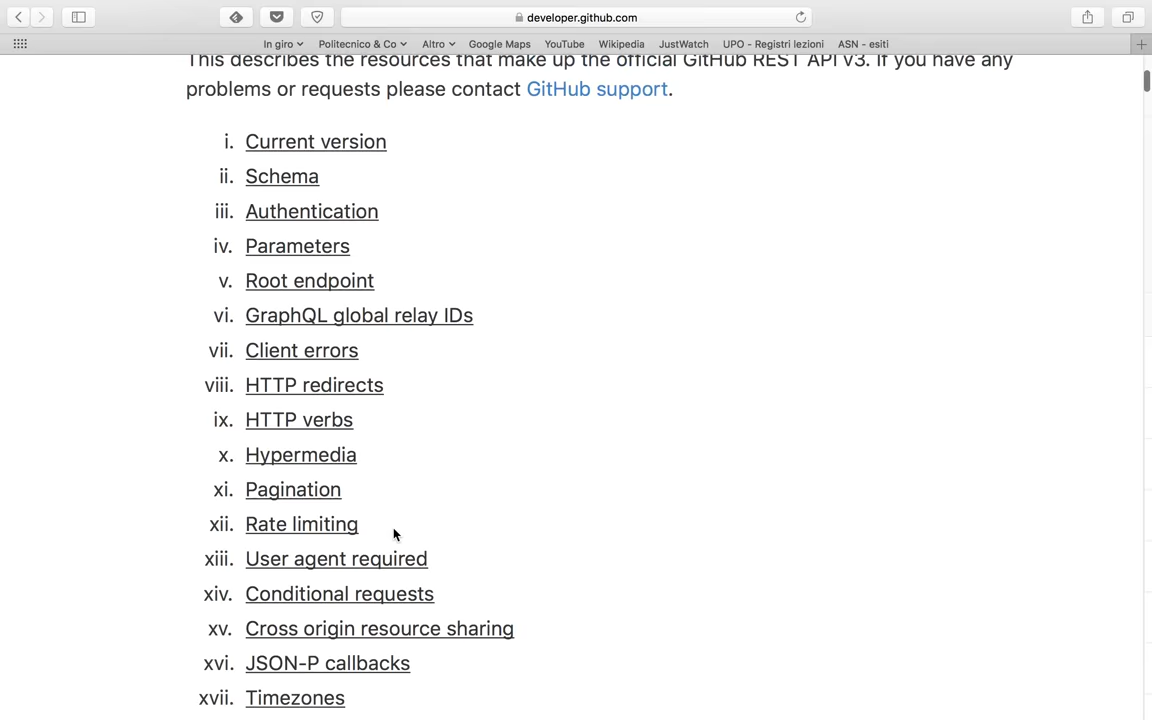 developer.github.com
In giro Politecnico & Co Altro Google Maps YouTube Wikipedia JustWatch UPO - Registri lezioni ASN - esiti
This describes the resources that make up the official GitHub REST API v3. If you have any
problems or requests please contact GitHub support.
i. Current version
ii. Schema
iii. Authentication
iv. Parameters
v. Root endpoint
vi. GraphQL global relay IDs
vii. Client errors
viii. HTTP redirects
ix. HTTP verbs
x. Hypermedia
xi. Pagination
xii. Rate limiting
xiii. User agent required
xiv. Conditional requests
xv. Cross origin resource sharing
xvi. JSON-P callbacks
xvii. Timezones